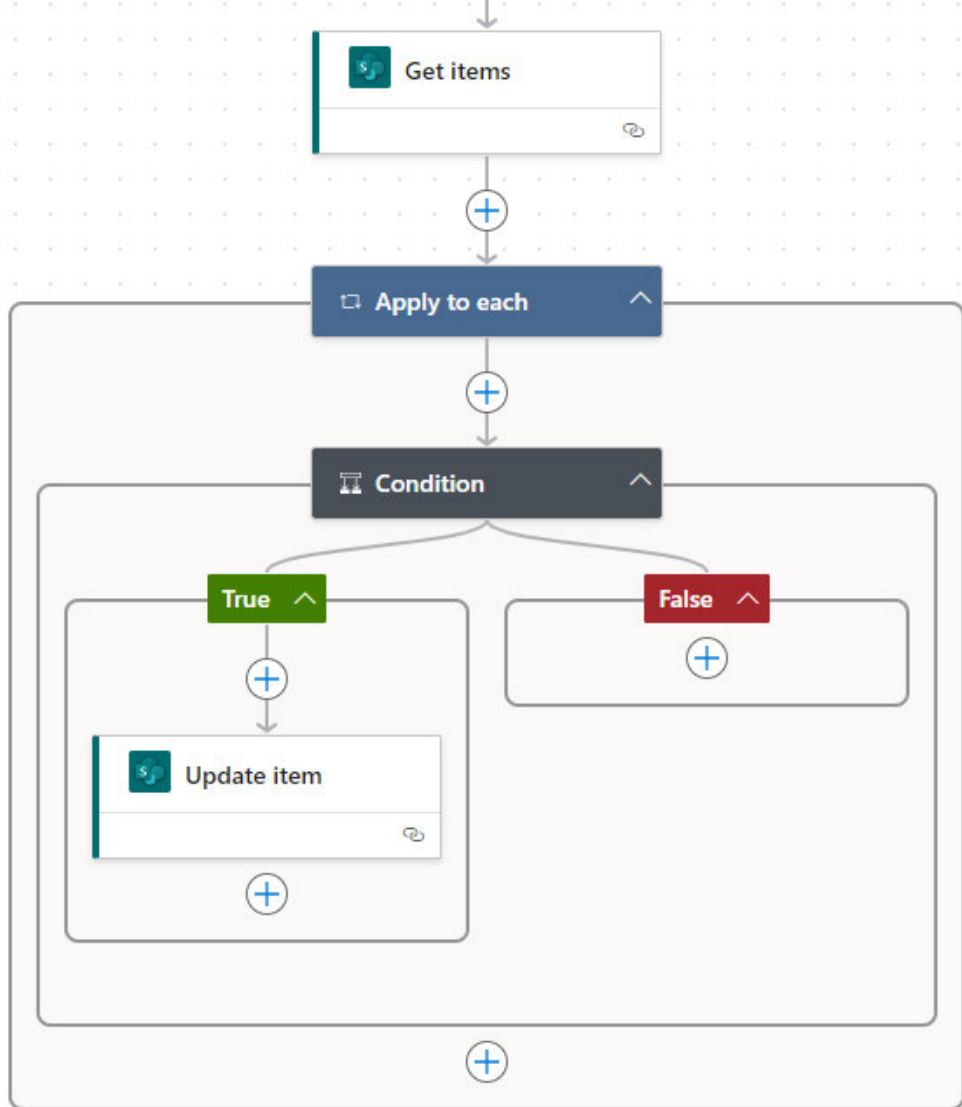 Get items
Apply to each
Condition
True
False
Update item